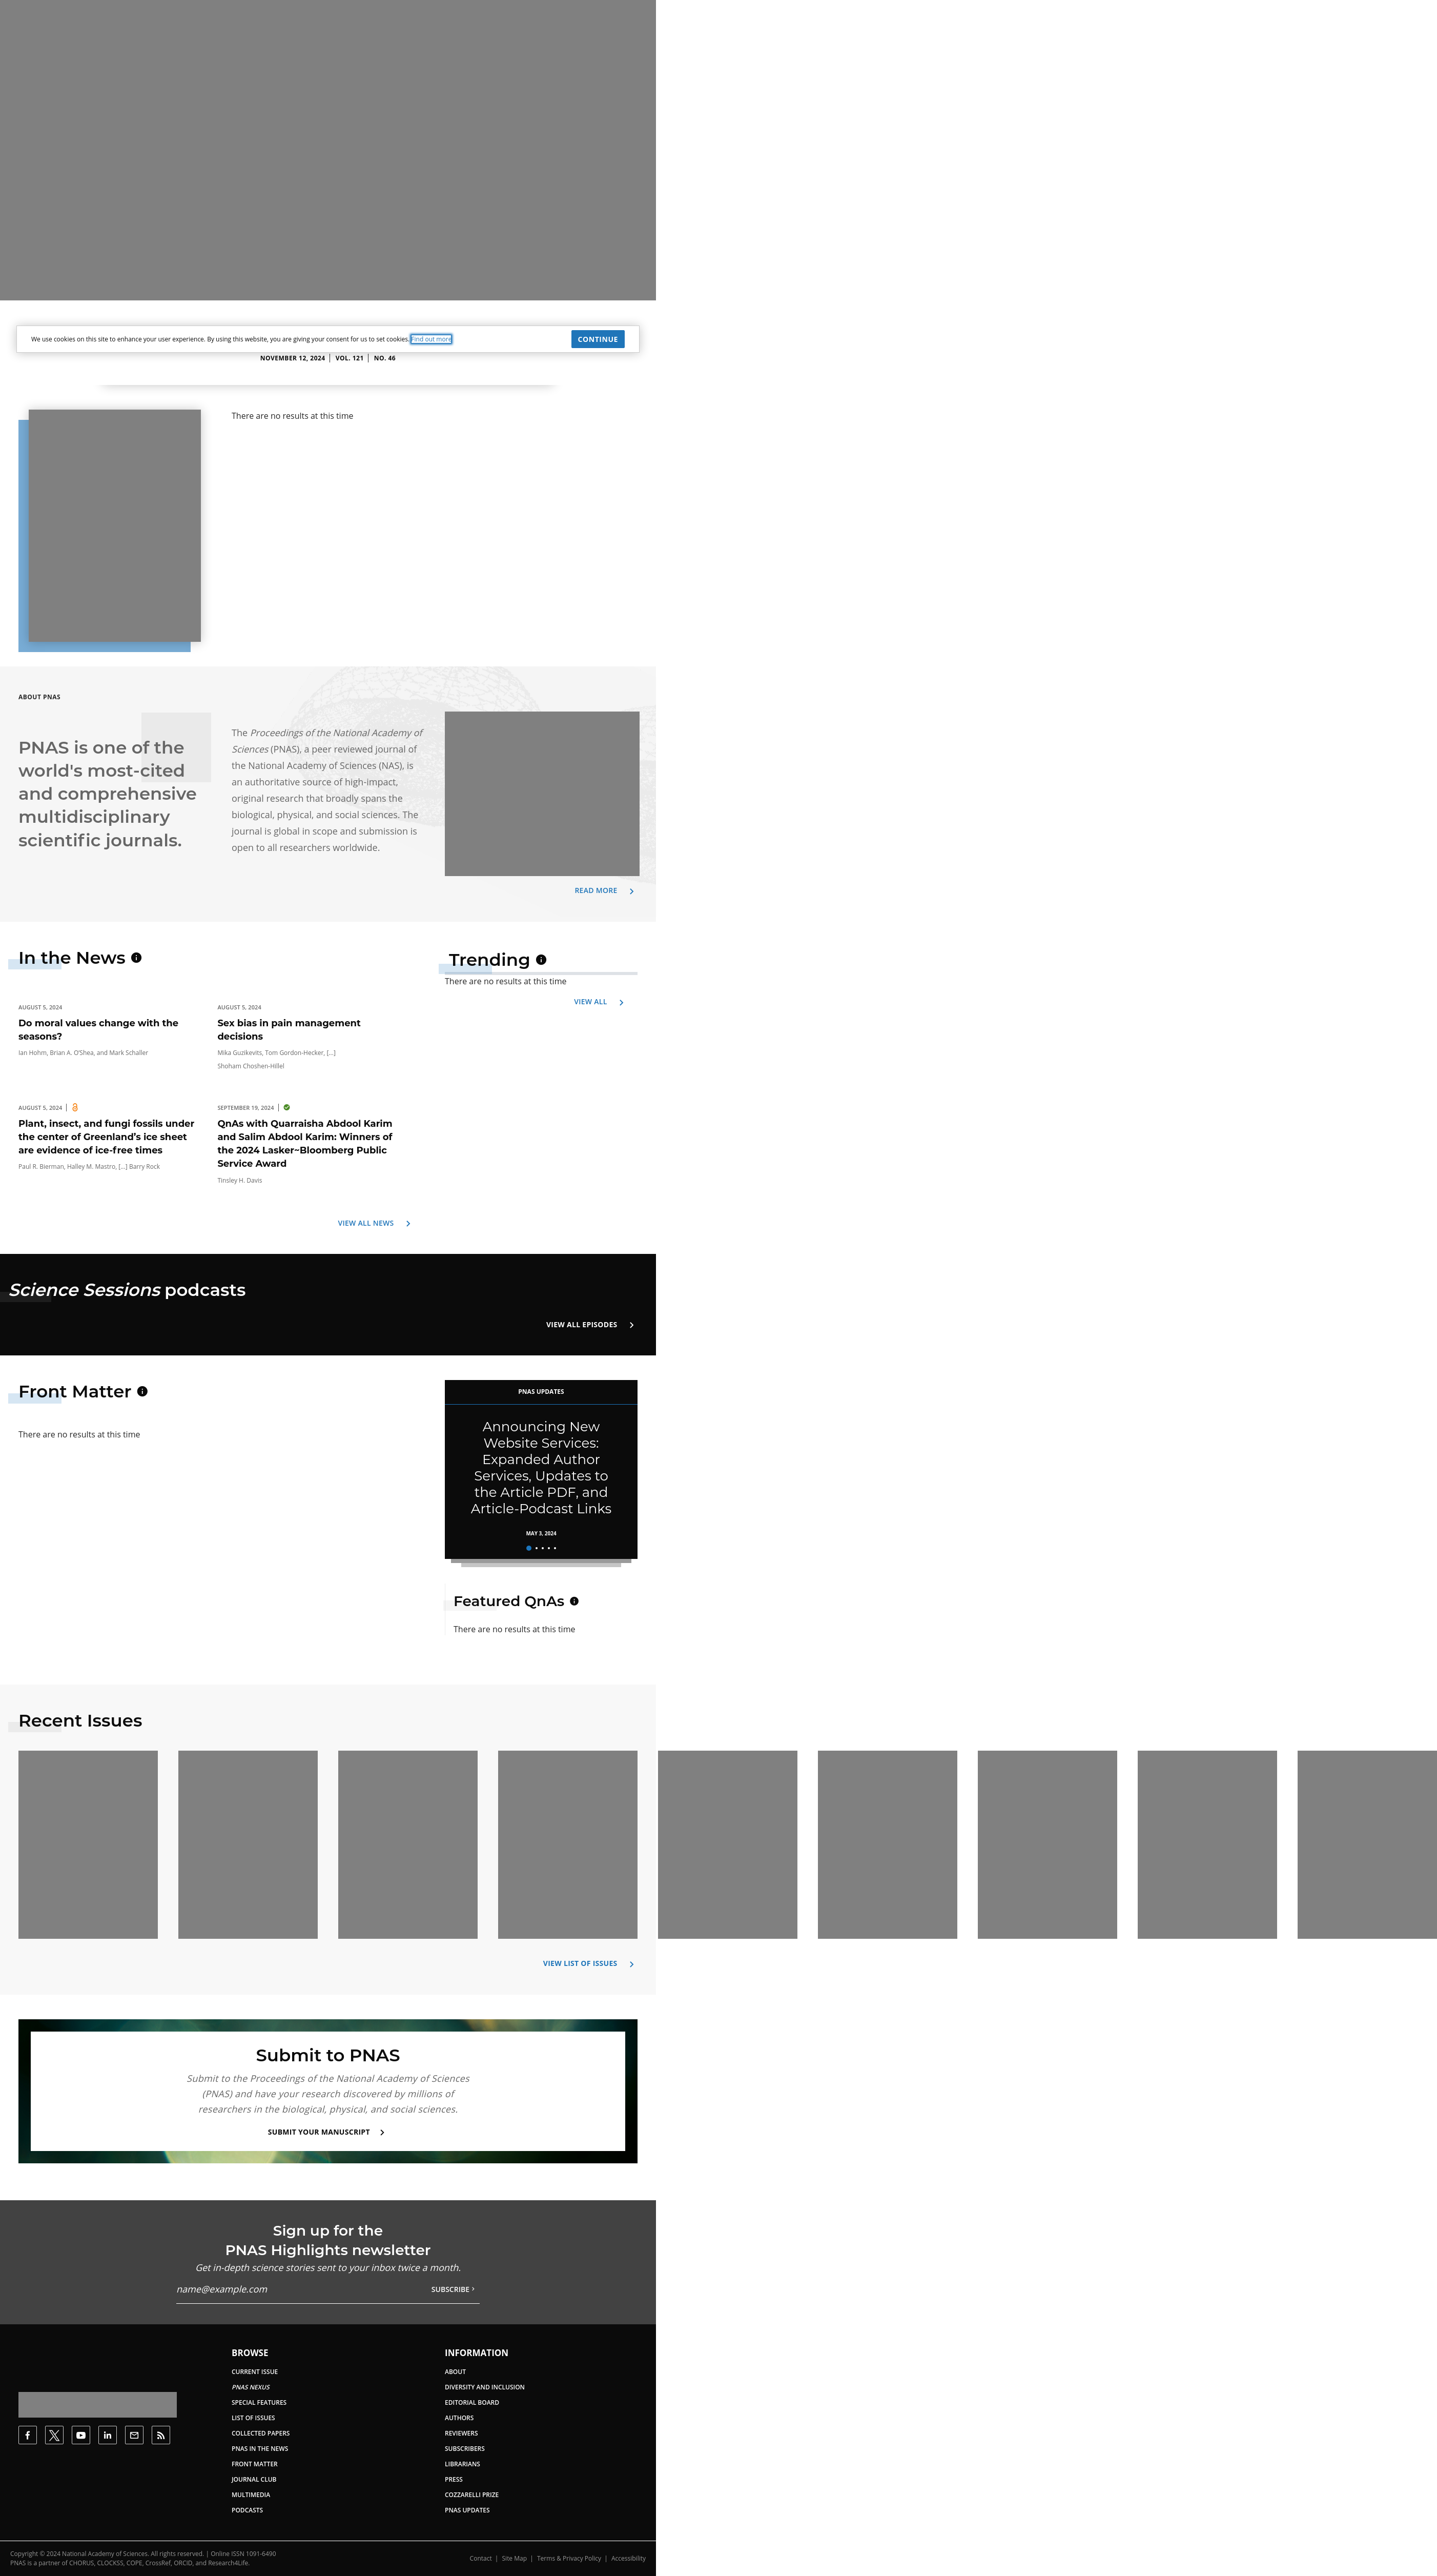 We use cookies on this site to enhance your user experience. By using this website, you are giving your consent for us to set cookies. Find out more
CONTINUE
NOVEMBER 12, 2024 | VOL. 121 | NO. 46
There are no results at this time
ABOUT PNAS
PNAS is one of the
world's most-cited
and comprehensive
multidisciplinary
scientific journals.
The Proceedings of the National Academy of
Sciences (PNAS), a peer reviewed journal of
the National Academy of Sciences (NAS), is
an authoritative source of high-impact,
original research that broadly spans the
biological, physical, and social sciences. The
journal is global in scope and submission is
open to all researchers worldwide.
READ MORE
In the News
AUGUST 5, 2024
Do moral values change with the
seasons?
Ian Hohm, Brian A. O’Shea, and Mark Schaller
AUGUST 5, 2024
Sex bias in pain management
decisions
Mika Guzikevits, Tom Gordon-Hecker, [...]
Shoham Choshen-Hillel
AUGUST 5, 2024
Plant, insect, and fungi fossils under
the center of Greenland’s ice sheet
are evidence of ice-free times
Paul R. Bierman, Halley M. Mastro, [...] Barry Rock
SEPTEMBER 19, 2024
QnAs with Quarraisha Abdool Karim
and Salim Abdool Karim: Winners of
the 2024 Lasker~Bloomberg Public
Service Award
Tinsley H. Davis
VIEW ALL NEWS
Trending
There are no results at this time
VIEW ALL
Science Sessions podcasts
VIEW ALL EPISODES
Front Matter
There are no results at this time
PNAS UPDATES
Announcing New
Website Services:
Expanded Author
Services, Updates to
the Article PDF, and
Article-Podcast Links
MAY 3, 2024
Featured QnAs
There are no results at this time
Recent Issues
VIEW LIST OF ISSUES
Submit to PNAS
Submit to the Proceedings of the National Academy of Sciences
(PNAS) and have your research discovered by millions of
researchers in the biological, physical, and social sciences.
SUBMIT YOUR MANUSCRIPT
Sign up for the
PNAS Highlights newsletter
Get in-depth science stories sent to your inbox twice a month.
name@example.com
SUBSCRIBE
BROWSE
CURRENT ISSUE
PNAS NEXUS
SPECIAL FEATURES
LIST OF ISSUES
COLLECTED PAPERS
PNAS IN THE NEWS
FRONT MATTER
JOURNAL CLUB
MULTIMEDIA
PODCASTS
INFORMATION
ABOUT
DIVERSITY AND INCLUSION
EDITORIAL BOARD
AUTHORS
REVIEWERS
SUBSCRIBERS
LIBRARIANS
PRESS
COZZARELLI PRIZE
PNAS UPDATES
Copyright © 2024 National Academy of Sciences. All rights reserved. | Online ISSN 1091-6490
PNAS is a partner of CHORUS, CLOCKSS, COPE, CrossRef, ORCID, and Research4Life.
Contact | Site Map | Terms & Privacy Policy | Accessibility